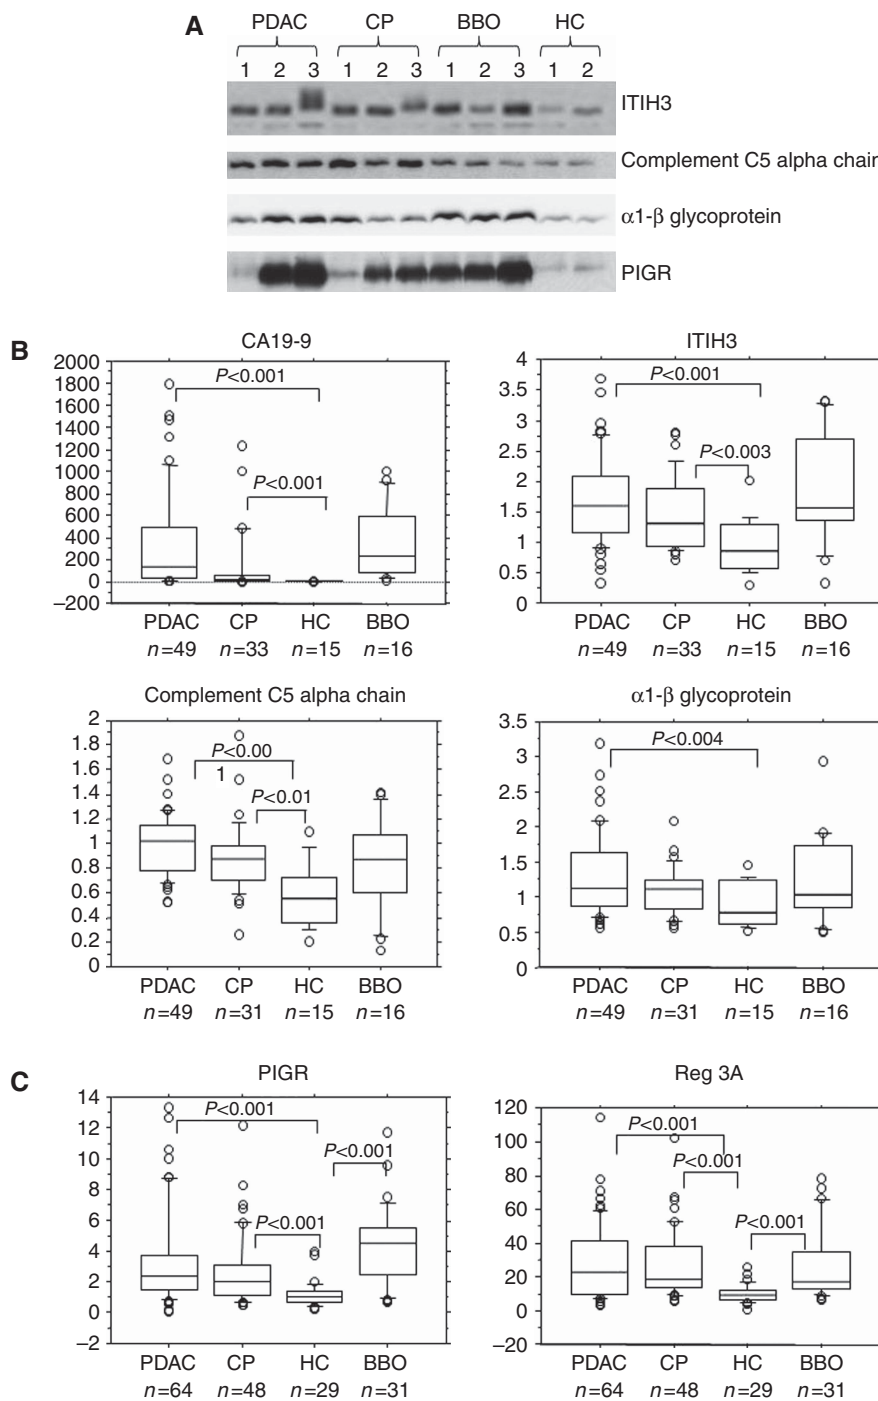 A
PDAC CP BBO HC
1 2 3 1 2 3 1 2 3 1 2
ITIH3
Complement C5 alpha chain
α1-β glycoprotein
PIGR
B
CA19-9
2000
1800
1600
1400
1200
1000
800
600
400
200
0
–200
P<0.001
P<0.001
PDAC CP HC BBO
n=49 n=33 n=15 n=16
ITIH3
4
3.5
3
2.5
2
1.5
1
0.5
0
P<0.001
P<0.003
PDAC CP HC BBO
n=49 n=33 n=15 n=16
Complement C5 alpha chain
2
1.8
1.6
1.4
1.2
1
0.8
0.6
0.4
0.2
0
P<0.00
1
P<0.01
PDAC CP HC BBO
n=49 n=31 n=15 n=16
α1-β glycoprotein
3.5
3
2.5
2
1.5
1
0.5
0
P<0.004
PDAC CP HC BBO
n=49 n=31 n=15 n=16
C
PIGR
14
12
10
8
6
4
2
0
–2
P<0.001
P<0.001
P<0.001
PDAC CP HC BBO
n=64 n=48 n=29 n=31
Reg 3A
120
100
80
60
40
20
0
–20
P<0.001
P<0.001
P<0.001
PDAC CP HC BBO
n=64 n=48 n=29 n=31